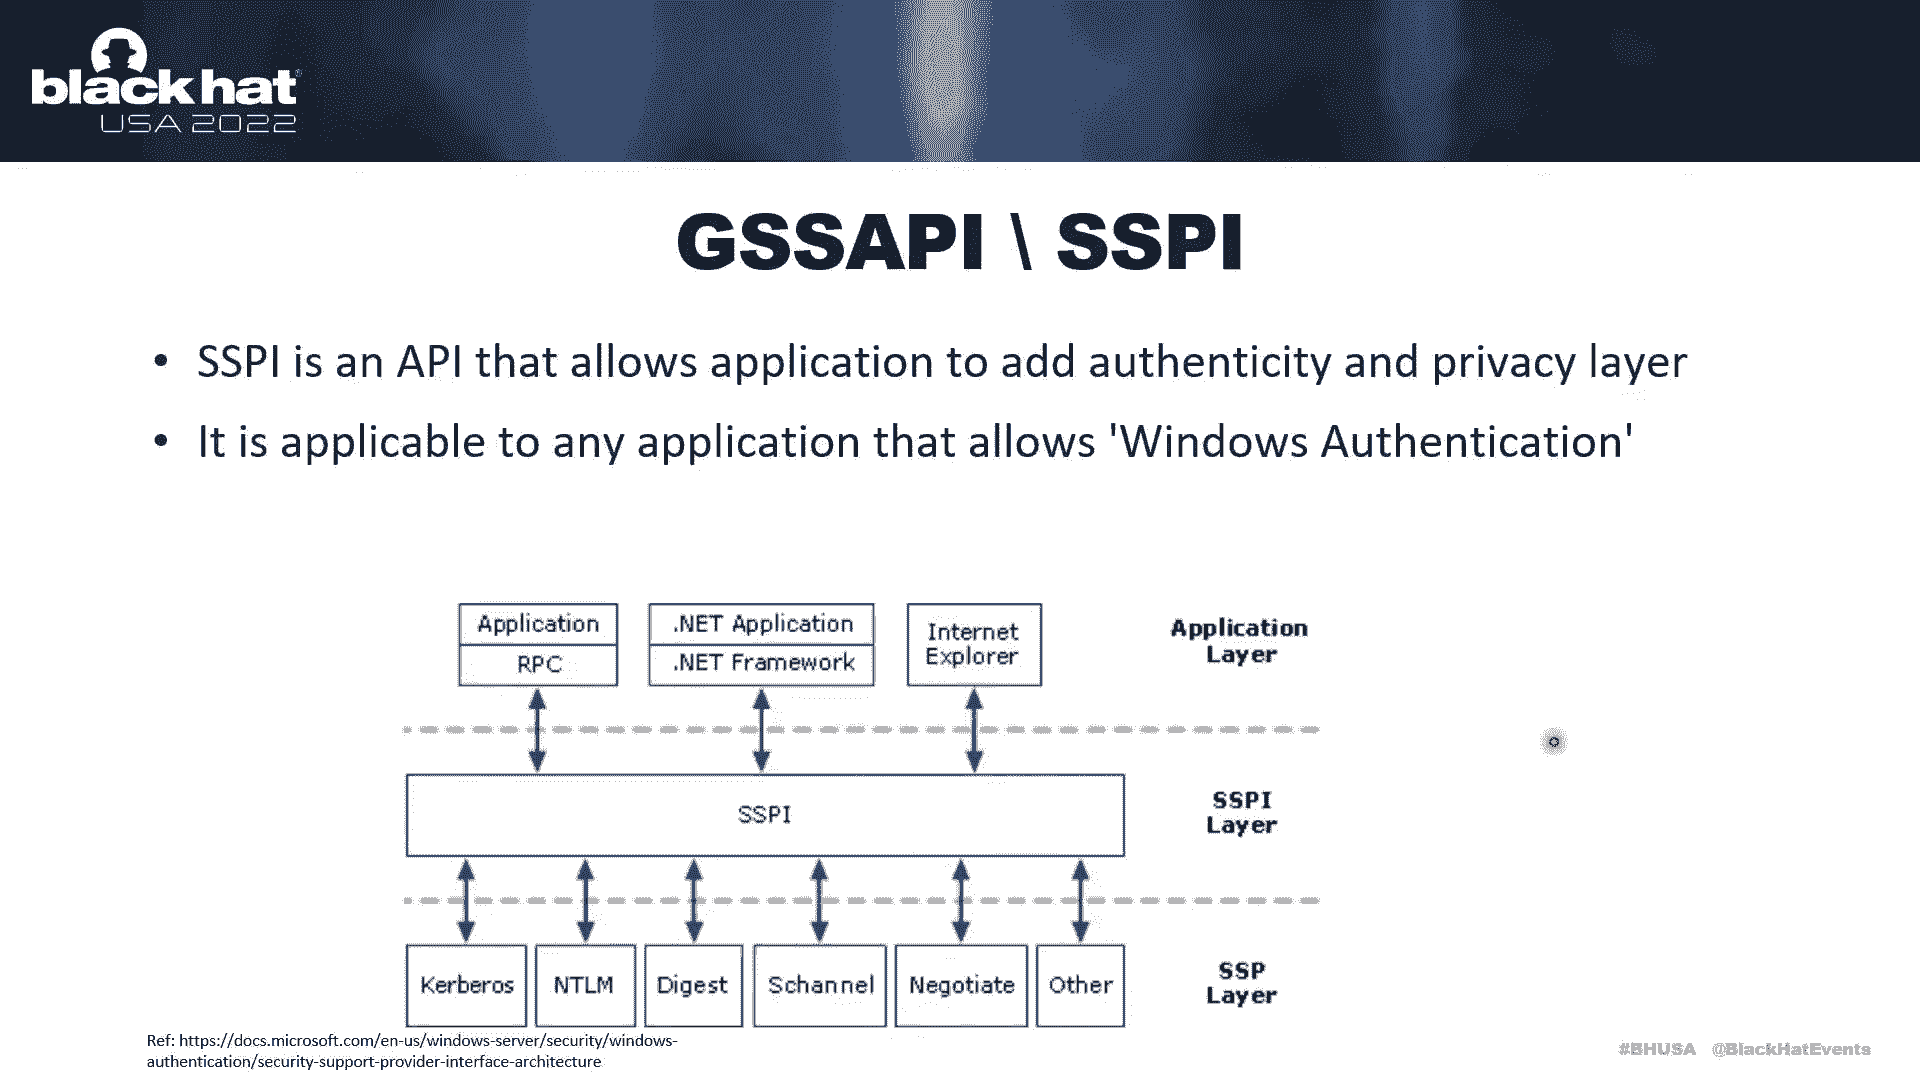 black hat®
USA 2022
GSSAPI \ SSPI
• SSPI is an API that allows application to add authenticity and privacy layer
• It is applicable to any application that allows 'Windows Authentication'
Application
RPC
.NET Application
.NET Framework
Internet
Explorer
Application
Layer
SSPI
SSPI
Layer
Kerberos
NTLM
Digest
Schannel
Negotiate
Other
SSP
Layer
Ref: https://docs.microsoft.com/en-us/windows-server/security/windows-
authentication/security-support-provider-interface-architecture
#BHUSA @BlackHatEvents